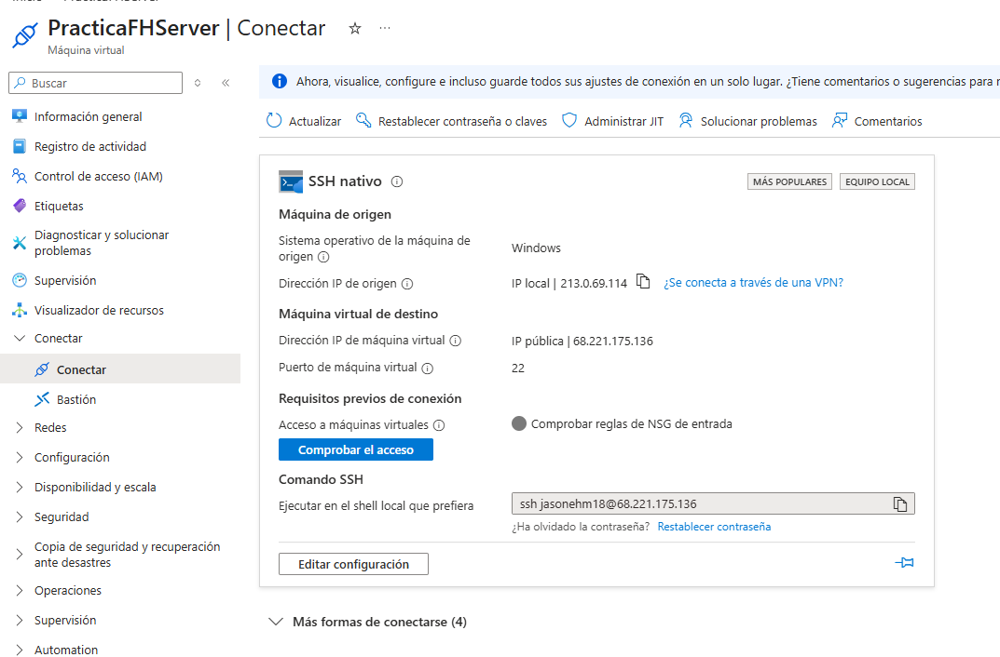 PracticaFHServer | Conectar
Máquina virtual
Buscar
Ahora, visualice, configure e incluso guarde todos sus ajustes de conexión en un solo lugar. ¿Tiene comentarios o sugerencias para
Información general
Registro de actividad
Control de acceso (IAM)
Etiquetas
Diagnosticar y solucionar
problemas
Supervisión
Visualizador de recursos
Conectar
Conectar
Bastión
Redes
Configuración
Disponibilidad y escala
Seguridad
Copia de seguridad y recuperación
ante desastres
Operaciones
Supervisión
Automation
Actualizar
Restablecer contraseña o claves
Administrar JIT
Solucionar problemas
Comentarios
SSH nativo
MÁS POPULARES
EQUIPO LOCAL
Máquina de origen
Sistema operativo de la máquina de
origen
Windows
Dirección IP de origen
IP local | 213.0.69.114
¿Se conecta a través de una VPN?
Máquina virtual de destino
Dirección IP de máquina virtual
IP pública | 68.221.175.136
Puerto de máquina virtual
22
Requisitos previos de conexión
Acceso a máquinas virtuales
Comprobar reglas de NSG de entrada
Comprobar el acceso
Comando SSH
Ejecutar en el shell local que prefiera
ssh jasonehm18@68.221.175.136
¿Ha olvidado la contraseña? Restablecer contraseña
Editar configuración
Más formas de conectarse (4)